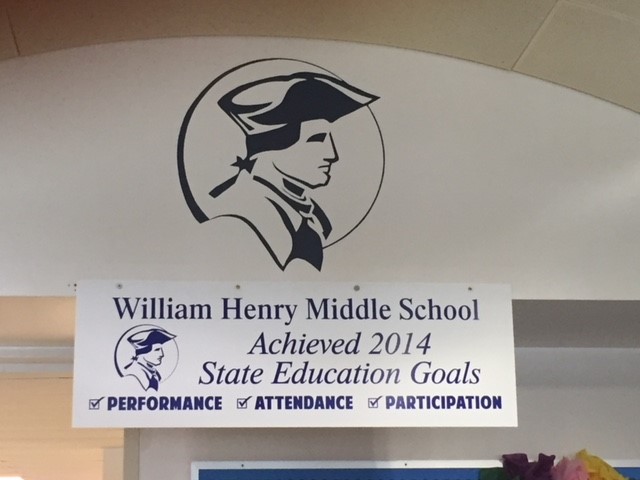 William Henry Middle School
Achieved 2014
State Education Goals
☑ PERFORMANCE ☑ ATTENDANCE ☑ PARTICIPATION